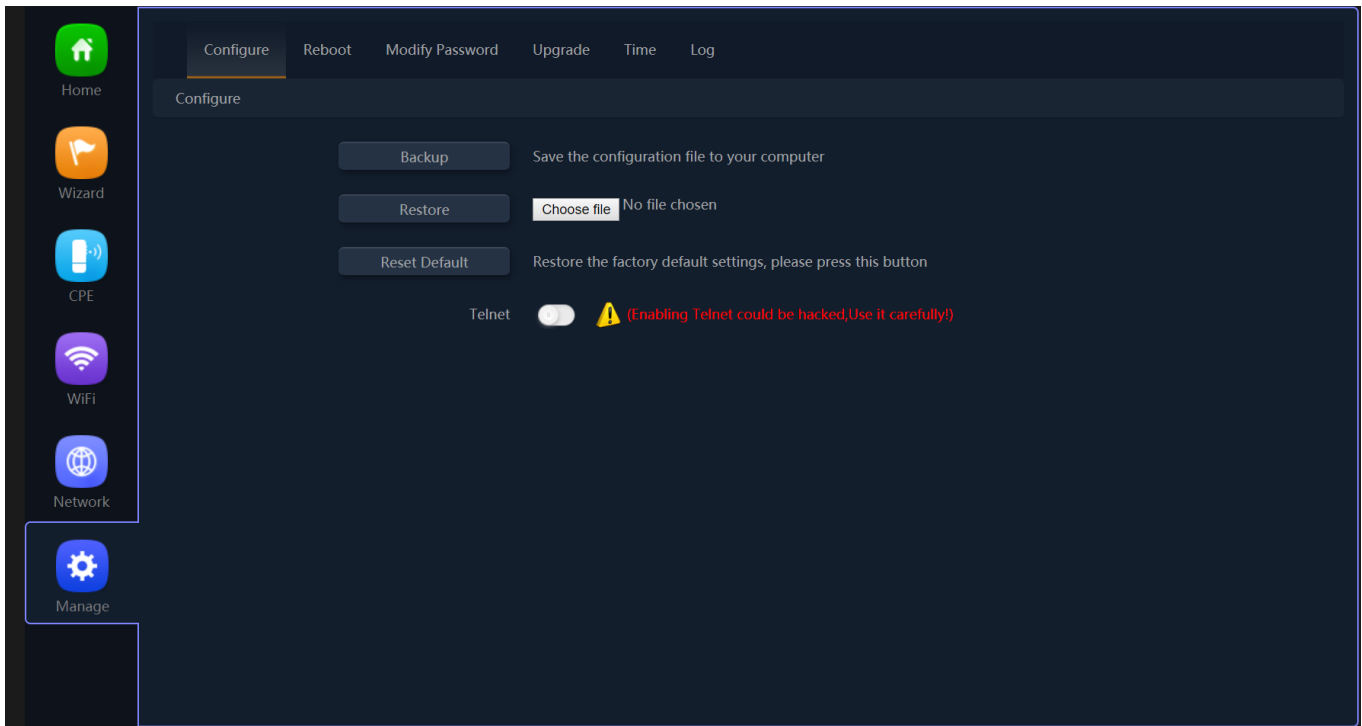 Home
Wizard
CPE
WiFi
Network
Manage
Configure Reboot Modify Password Upgrade Time Log
Configure
Backup Save the configuration file to your computer
Restore Choose file No file chosen
Reset Default Restore the factory default settings, please press this button
Telnet (Enabling Telnet could be hacked,Use it carefully!)